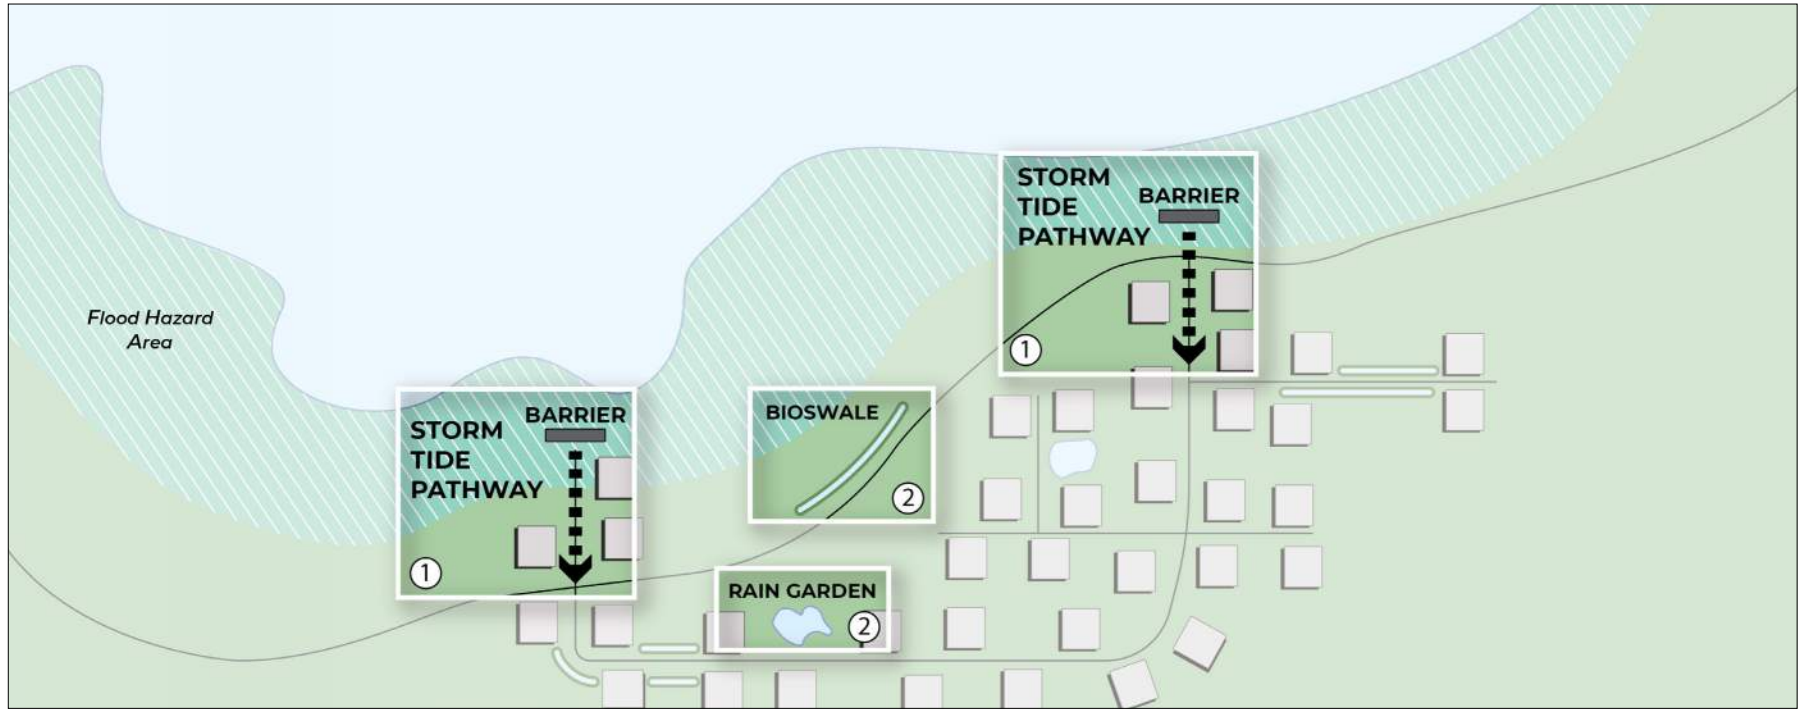 STORM
TIDE
PATHWAY
BARRIER
1
Flood Hazard
Area
BARRIER
STORM
TIDE
PATHWAY
1
BIOSWALE
2
RAIN GARDEN
2